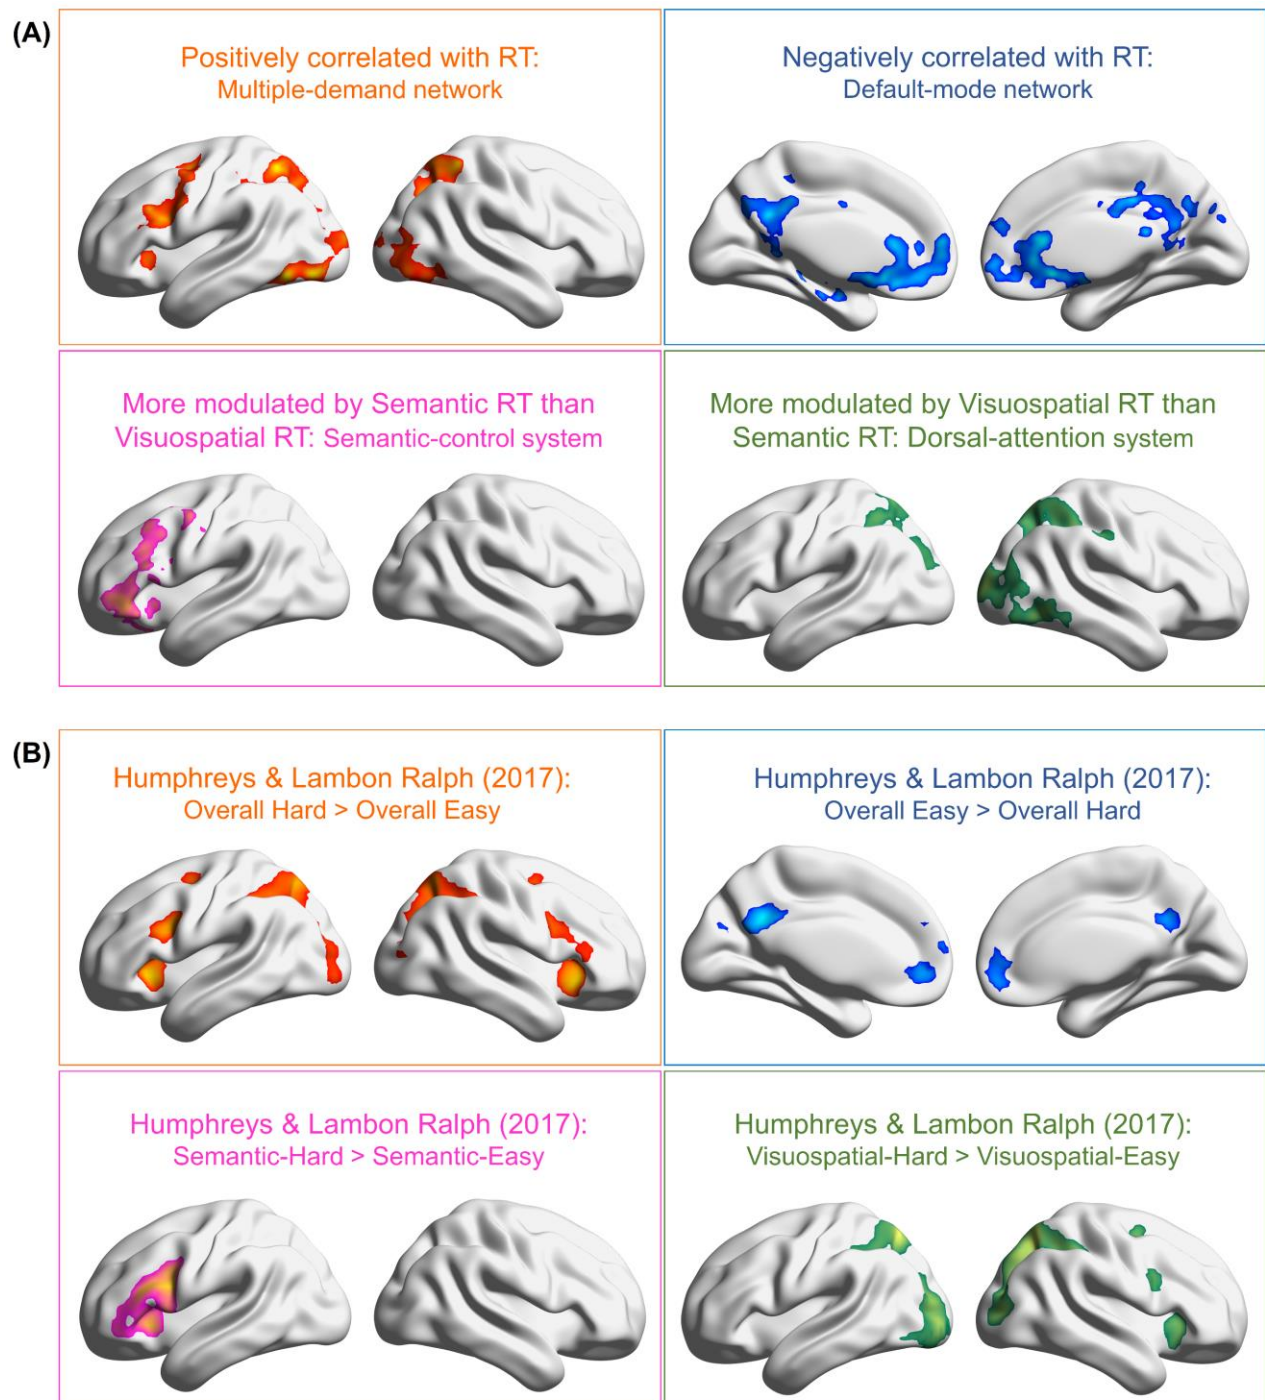 (A)
Positively correlated with RT:
Multiple-demand network
Negatively correlated with RT:
Default-mode network
More modulated by Semantic RT than
Visuospatial RT: Semantic-control system
More modulated by Visuospatial RT than
Semantic RT: Dorsal-attention system
(B)
Humphreys & Lambon Ralph (2017):
Overall Hard > Overall Easy
Humphreys & Lambon Ralph (2017):
Overall Easy > Overall Hard
Humphreys & Lambon Ralph (2017):
Semantic-Hard > Semantic-Easy
Humphreys & Lambon Ralph (2017):
Visuospatial-Hard > Visuospatial-Easy